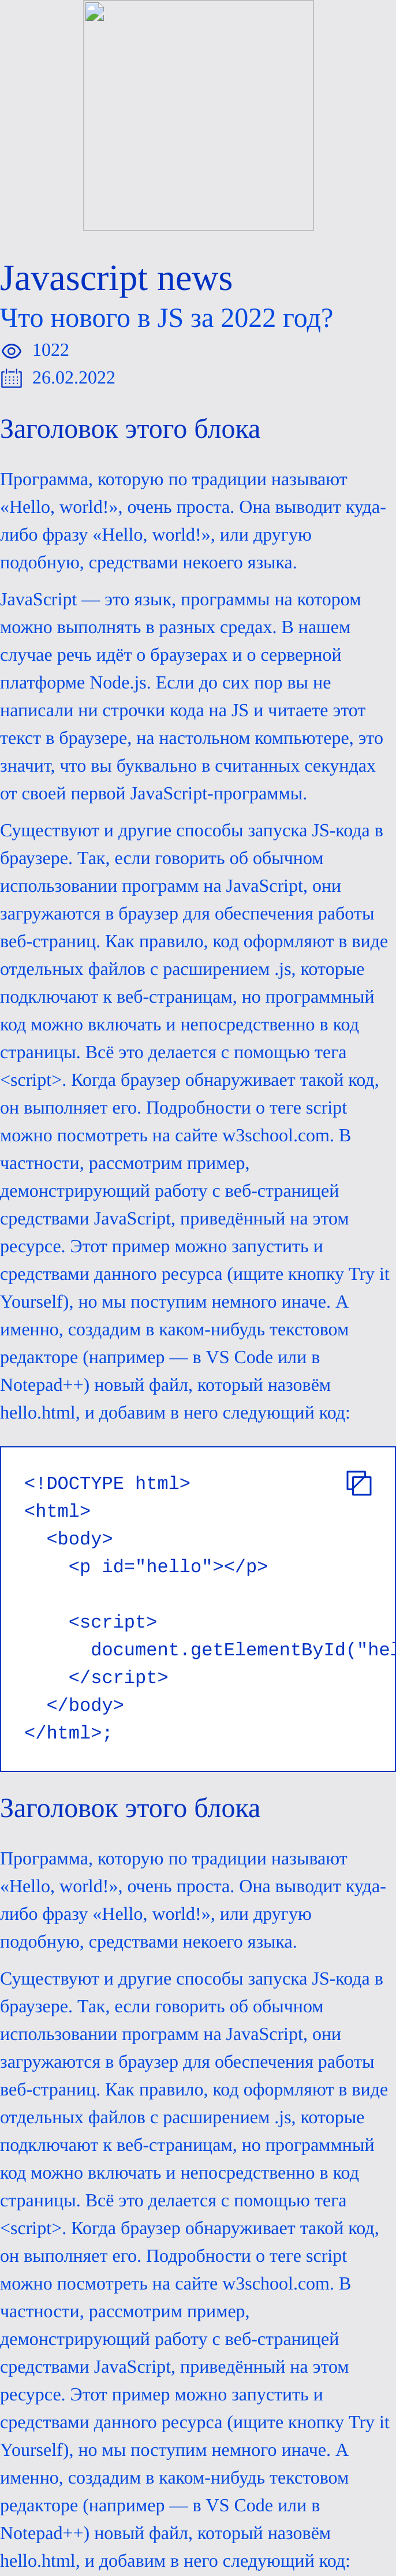 Javascript news
Что нового в JS за 2022 год?
1022
26.02.2022
Заголовок этого блока
Программа, которую по традиции называют
«Hello, world!», очень проста. Она выводит куда-
либо фразу «Hello, world!», или другую
подобную, средствами некоего языка.
JavaScript — это язык, программы на котором
можно выполнять в разных средах. В нашем
случае речь идёт о браузерах и о серверной
платформе Node.js. Если до сих пор вы не
написали ни строчки кода на JS и читаете этот
текст в браузере, на настольном компьютере, это
значит, что вы буквально в считанных секундах
от своей первой JavaScript-программы.
Существуют и другие способы запуска JS-кода в
браузере. Так, если говорить об обычном
использовании программ на JavaScript, они
загружаются в браузер для обеспечения работы
веб-страниц. Как правило, код оформляют в виде
отдельных файлов с расширением .js, которые
подключают к веб-страницам, но программный
код можно включать и непосредственно в код
страницы. Всё это делается с помощью тега
<script>. Когда браузер обнаруживает такой код,
он выполняет его. Подробности о теге script
можно посмотреть на сайте w3school.com. В
частности, рассмотрим пример,
демонстрирующий работу с веб-страницей
средствами JavaScript, приведённый на этом
ресурсе. Этот пример можно запустить и
средствами данного ресурса (ищите кнопку Try it
Yourself), но мы поступим немного иначе. А
именно, создадим в каком-нибудь текстовом
редакторе (например — в VS Code или в
Notepad++) новый файл, который назовём
hello.html, и добавим в него следующий код:
<!DOCTYPE html>
<html>
<body>
<p id="hello"></p>
<script>
document.getElementById("hel
</script>
</body>
</html>;
Заголовок этого блока
Программа, которую по традиции называют
«Hello, world!», очень проста. Она выводит куда-
либо фразу «Hello, world!», или другую
подобную, средствами некоего языка.
Существуют и другие способы запуска JS-кода в
браузере. Так, если говорить об обычном
использовании программ на JavaScript, они
загружаются в браузер для обеспечения работы
веб-страниц. Как правило, код оформляют в виде
отдельных файлов с расширением .js, которые
подключают к веб-страницам, но программный
код можно включать и непосредственно в код
страницы. Всё это делается с помощью тега
<script>. Когда браузер обнаруживает такой код,
он выполняет его. Подробности о теге script
можно посмотреть на сайте w3school.com. В
частности, рассмотрим пример,
демонстрирующий работу с веб-страницей
средствами JavaScript, приведённый на этом
ресурсе. Этот пример можно запустить и
средствами данного ресурса (ищите кнопку Try it
Yourself), но мы поступим немного иначе. А
именно, создадим в каком-нибудь текстовом
редакторе (например — в VS Code или в
Notepad++) новый файл, который назовём
hello.html, и добавим в него следующий код: